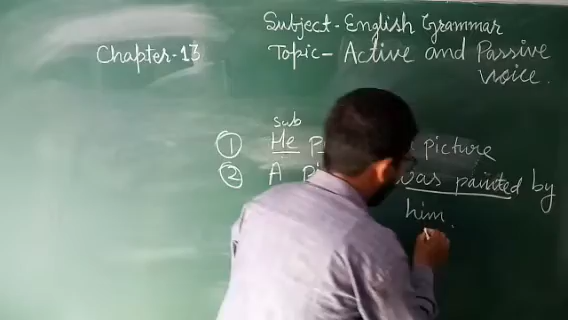 Subject-English Grammar
Chapter-13 Topic- Active and Passive
voice.
sub
① He picture
② A was painted by
him.